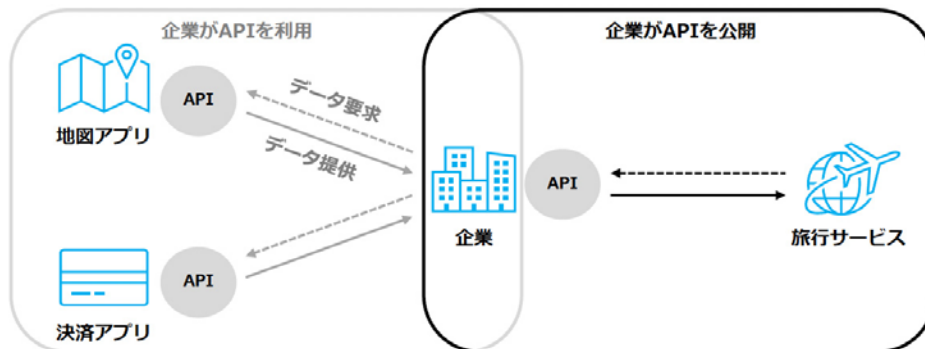 企業がAPIを利用
企業がAPIを公開
API
地図アプリ
データ要求
データ提供
企業
API
旅行サービス
API
決済アプリ